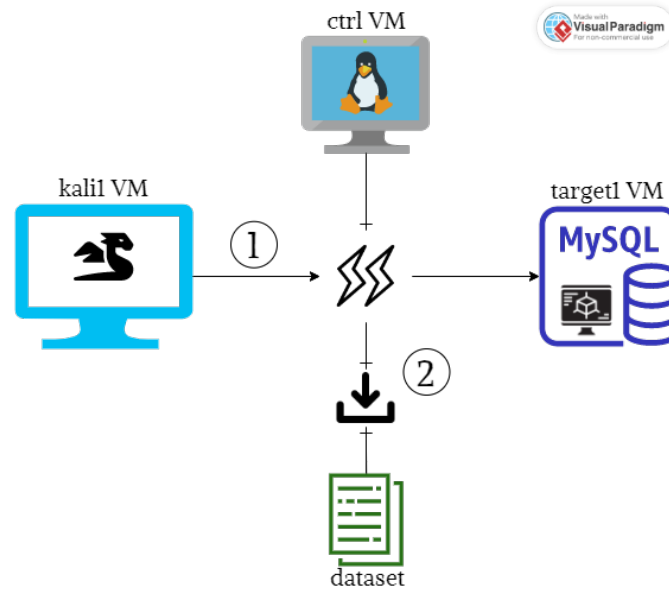 ctrl VM
Made with
Visual Paradigm
For non-commercial use
kali1 VM
1
target1 VM
MySQL
2
dataset